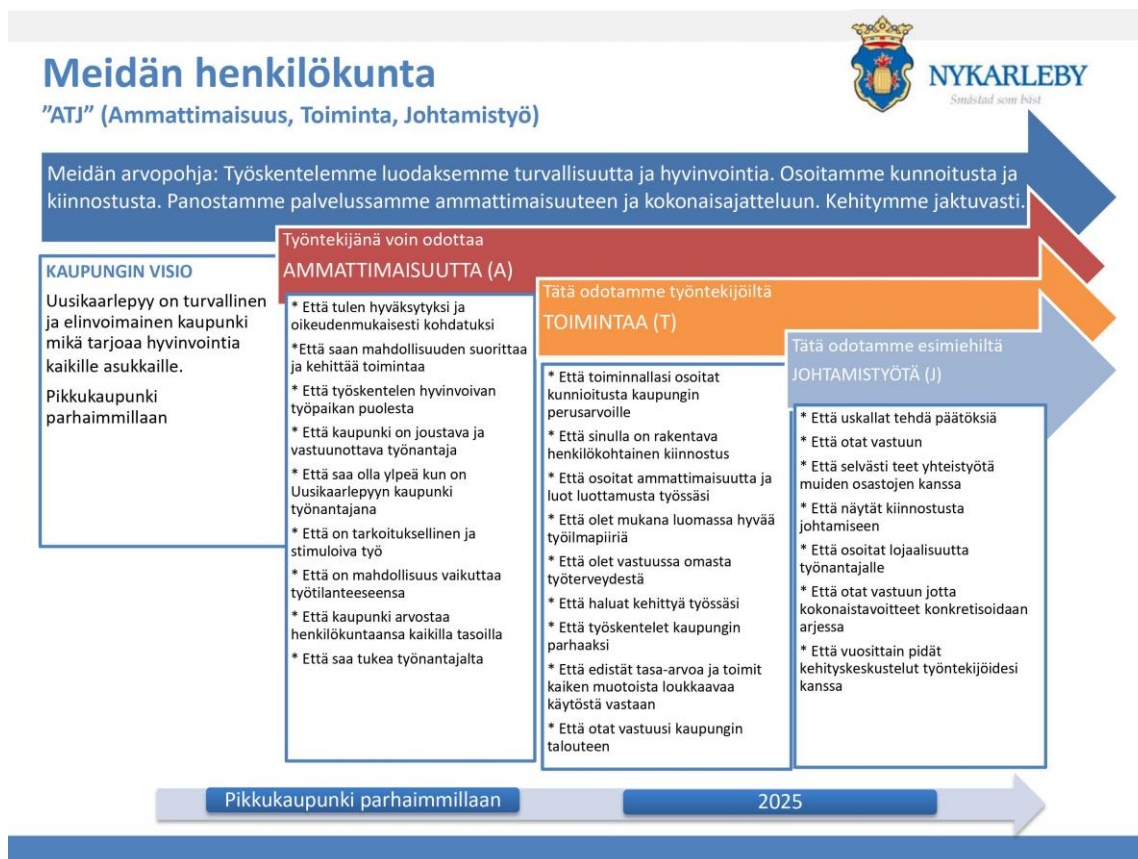 Meidän henkilökunta
”ATJ” (Ammattimaisuus, Toiminta, Johtamistyö)
NYKARLEBY
Småstad som bäst
Meidän arvopohja: Työskentelemme luodaksemme turvallisuutta ja hyvinvointia. Osoitamme kunnoitusta ja
kiinnostusta. Panostamme palvelussamme ammattimaisuuteen ja kokonaisajatteluun. Kehitymme jaktuvasti.
KAUPUNGIN VISIO
Uusikaarlepyy on turvallinen
ja elinvoimainen kaupunki
mikä tarjoaa hyvinvointia
kaikille asukkaille.
Pikkukaupunki
parhaimmillaan
Työntekijänä voin odottaa
AMMATTIMAISUUTTA (A)
* Että tulen hyväksytyksi ja
oikeudenmukaisesti kohdatuksi
*Että saan mahdollisuuden suorittaa
ja kehittää toimintaa
* Että työskentelen hyvinvoivan
työpaikan puolesta
* Että kaupunki on joustava ja
vastuunottava työnantaja
* Että saa olla ylpeä kun on
Uusikaarlepyyn kaupunki
työnantajana
* Että on tarkoituksellinen ja
stimuloiva työ
* Että on mahdollisuus vaikuttaa
työtilanteeseensa
* Että kaupunki arvostaa
henkilökuntaansa kaikilla tasoilla
* Että saa tukea työnantajalta
Tätä odotamme työntekijöiltä
TOIMINTAA (T)
* Että toiminnallasi osoitat
kunnioitusta kaupungin
perusarvoille
* Että sinulla on rakentava
henkilökohtainen kiinnostus
* Että osoitat ammattimaisuutta ja
luot luottamusta työssäsi
* Että olet mukana luomassa hyvää
työilmapiiriä
* Että olet vastuussa omasta
työterveydestä
* Että haluat kehittyä työssäsi
* Että työskentelet kaupungin
parhaaksi
* Että edistät tasa-arvoa ja toimit
kaiken muotoista loukkaavaa
käytöstä vastaan
* Että otat vastuusi kaupungin
talouteen
Tätä odotamme esimiehiltä
JOHTAMISTYÖTÄ (J)
* Että uskallat tehdä päätöksiä
* Että otat vastuun
* Että selvästi teet yhteistyötä
muiden osastojen kanssa
* Että näytät kiinnostusta
johtamiseen
* Että osoitat lojaalisuutta
työnantajalle
* Että otat vastuun jotta
kokonaistavoitteet konkretisoidaan
arjessa
* Että vuosittain pidät
kehityskeskustelut työntekijöidesi
kanssa
Pikkukaupunki parhaimmillaan
2025